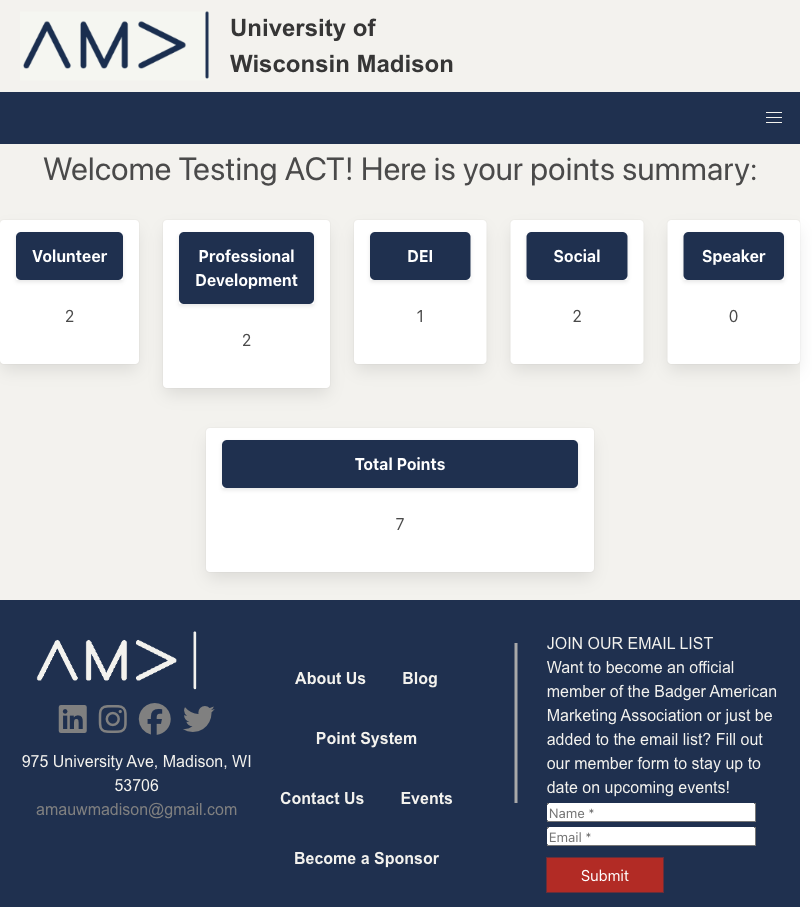 AMA
University of
Wisconsin Madison
Welcome Testing ACT! Here is your points summary:
Volunteer
2
Professional
Development
2
DEI
1
Social
2
Speaker
0
Total Points
7
AMA
975 University Ave, Madison, WI
53706
amauwmadison@gmail.com
About Us
Blog
Point System
Contact Us
Events
Become a Sponsor
JOIN OUR EMAIL LIST
Want to become an official
member of the Badger American
Marketing Association or just be
added to the email list? Fill out
our member form to stay up to
date on upcoming events!
Name *
Email *
Submit